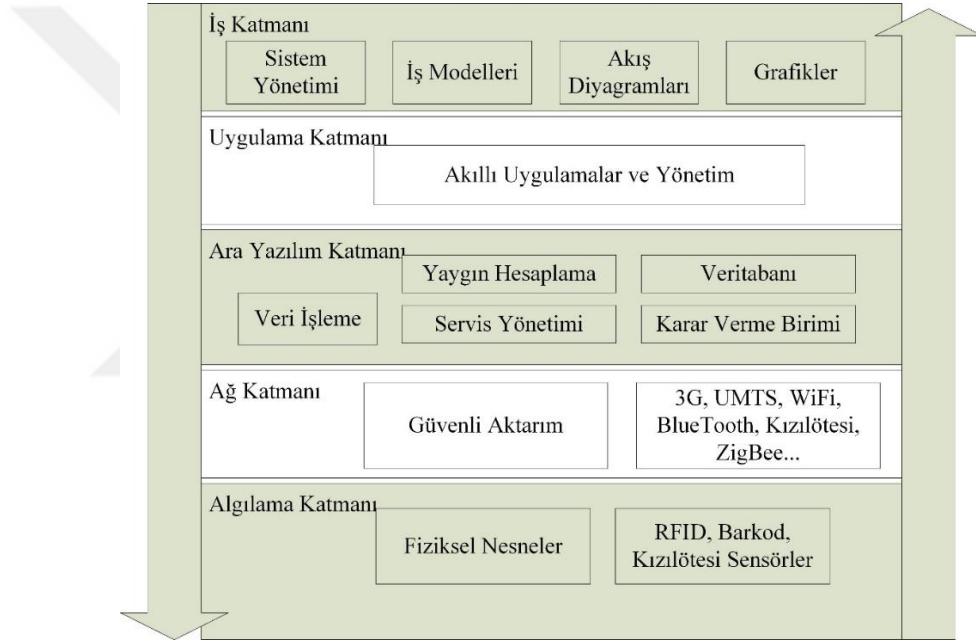 İş Katmanı
Sistem
Yönetimi
İş Modelleri
Akış
Diyagramları
Grafikler
Uygulama Katmanı
Akıllı Uygulamalar ve Yönetim
Ara Yazılım Katmanı
Yaygın Hesaplama
Veritabanı
Veri İşleme
Servis Yönetimi
Karar Verme Birimi
Ağ Katmanı
Güvenli Aktarım
3G, UMTS, WiFi,
BlueTooth, Kızılötesi,
ZigBee...
Algılama Katmanı
Fiziksel Nesneler
RFID, Barkod,
Kızılötesi Sensörler